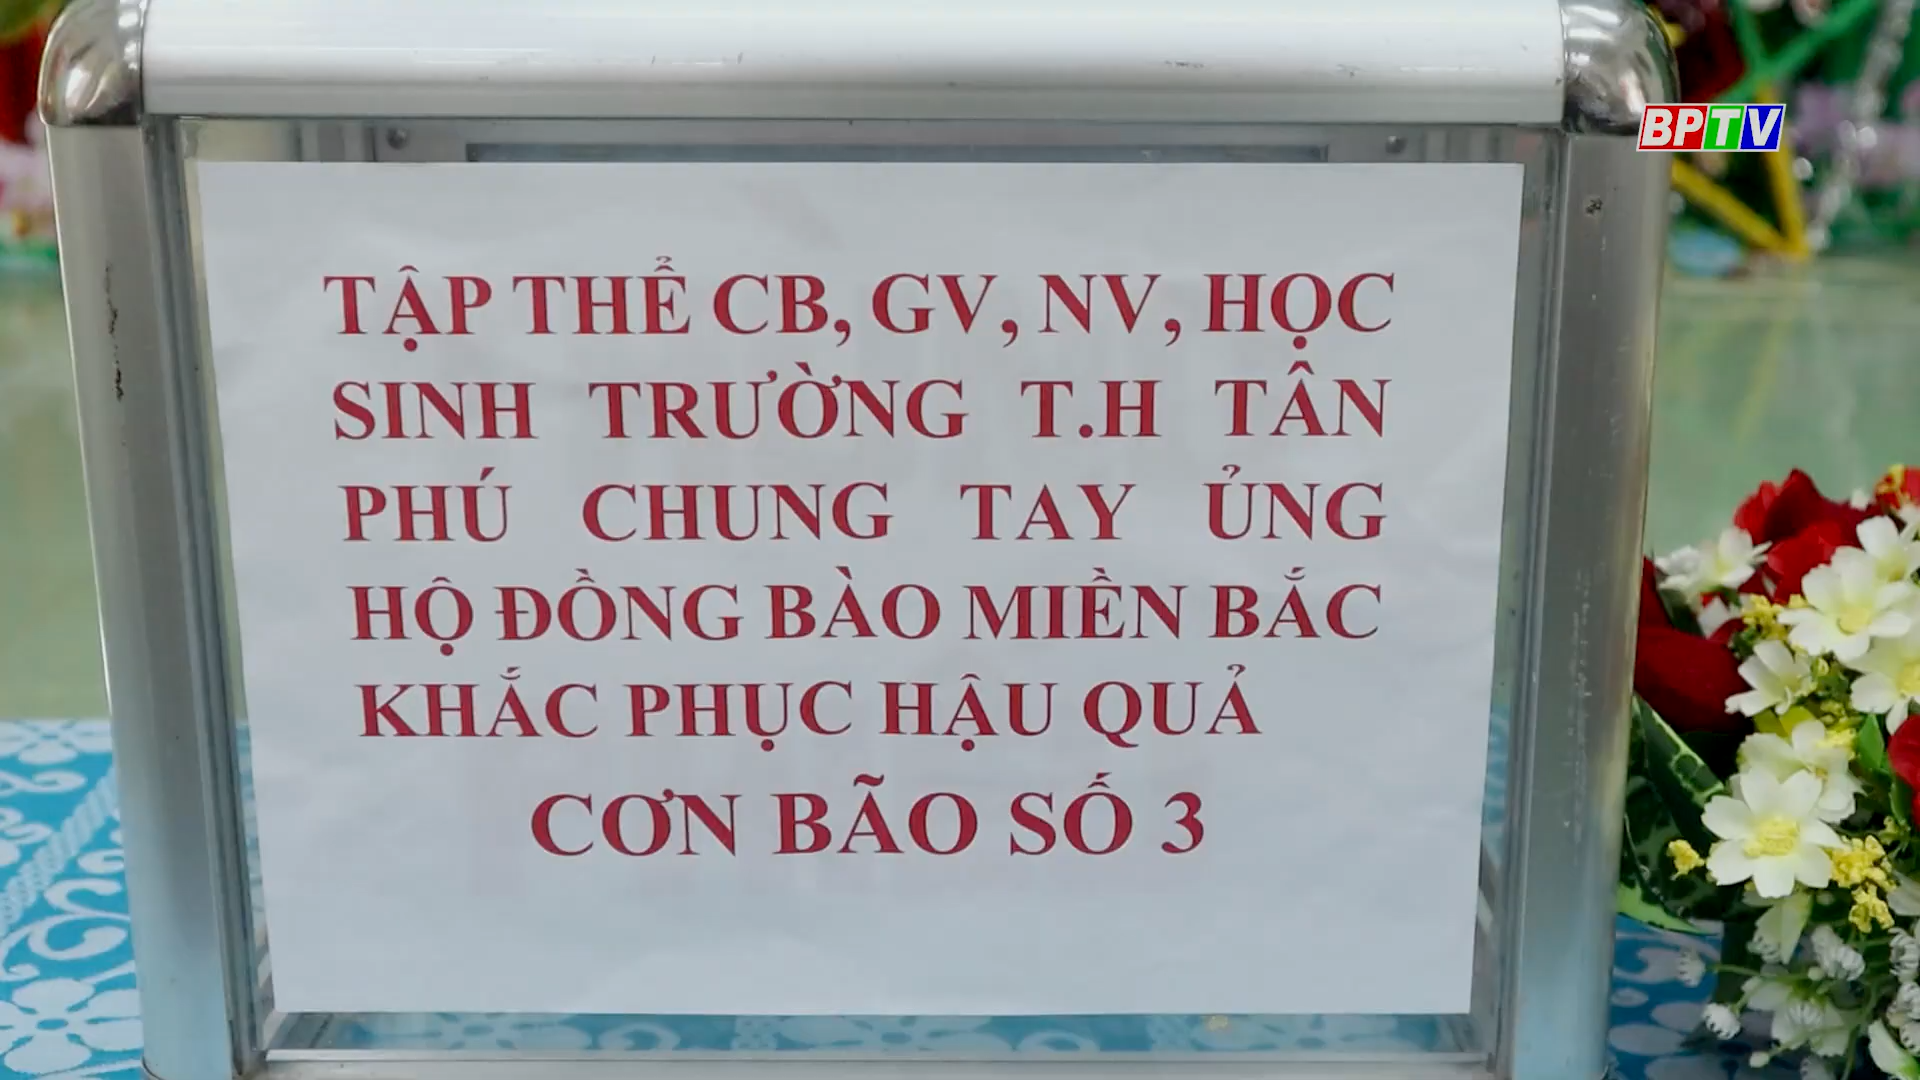 BPTV
TẬP THỂ CB, GV, NV, HỌC
SINH TRƯỜNG T.H TÂN
PHÚ CHUNG TAY ỦNG
HỘ ĐỒNG BÀO MIỀN BẮC
KHẮC PHỤC HẬU QUẢ
CƠN BÃO SỐ 3